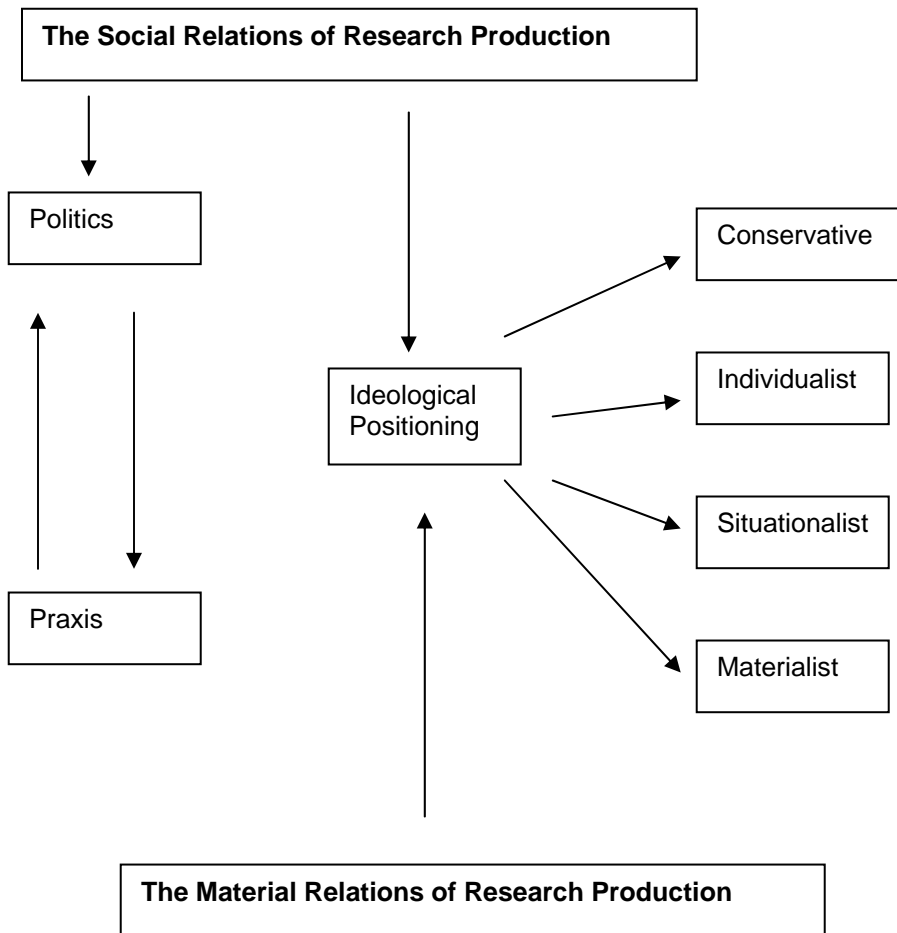 The Social Relations of Research Production
Politics
Conservative
Individualist
Ideological
Positioning
Situationalist
Praxis
Materialist
The Material Relations of Research Production